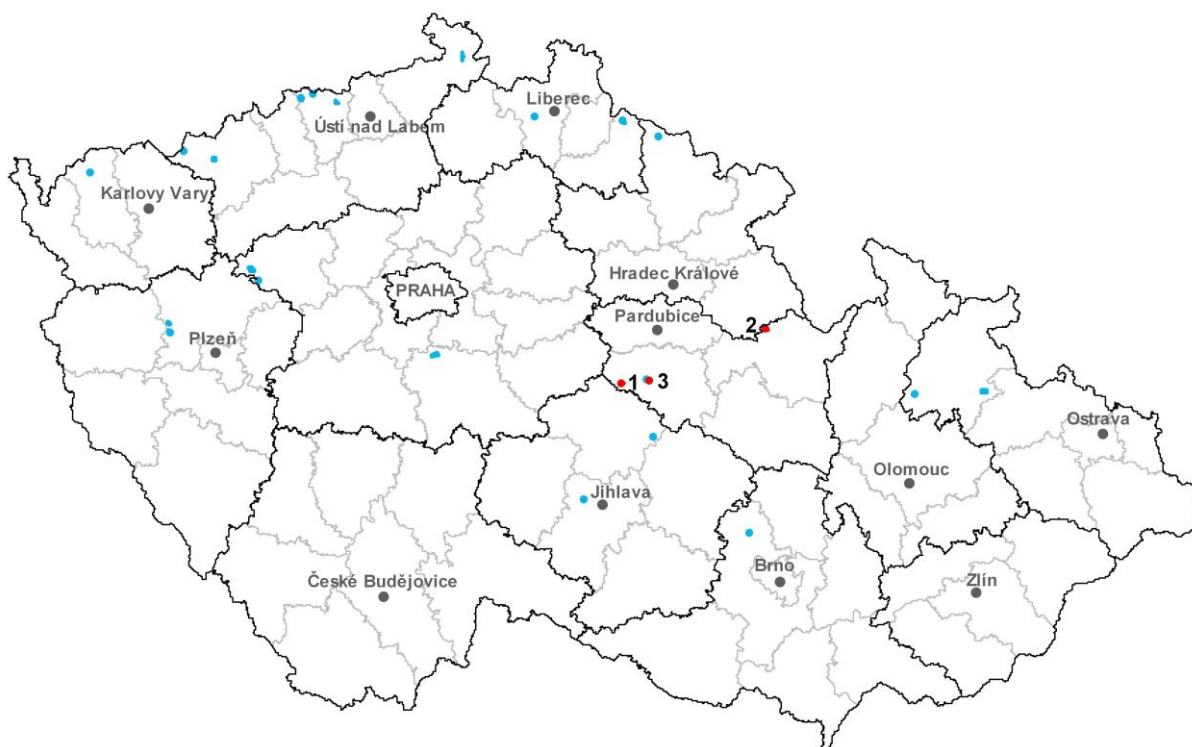 Liberec
Ústí nad Labem
Karlovy Vary
Hradec Králové
PRAHA
Pardubice
2
Plzeň
1
3
Ostrava
Olomouc
Jihlava
Brno
České Budějovice
Zlín